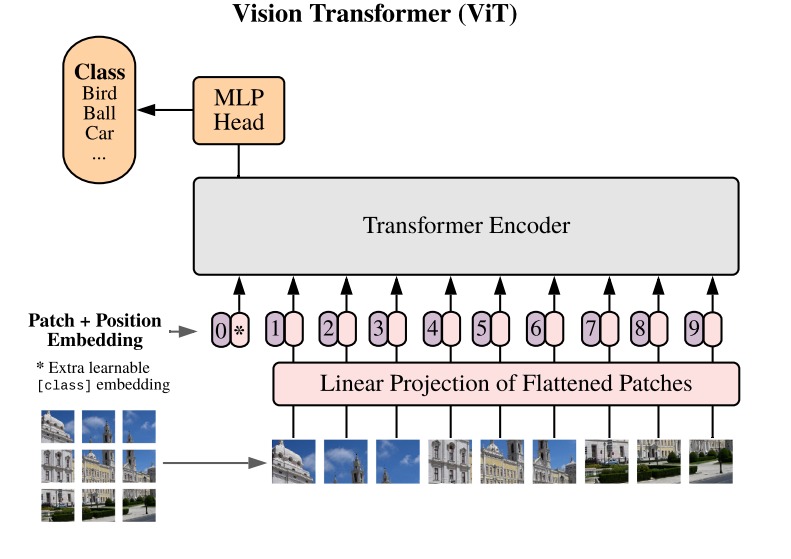 Vision Transformer (ViT)
Class
Bird
Ball
Car
...
MLP
Head
Transformer Encoder
Patch + Position
Embedding
0 * 1 2 3 4 5 6 7 8 9
* Extra learnable
[class] embedding
Linear Projection of Flattened Patches